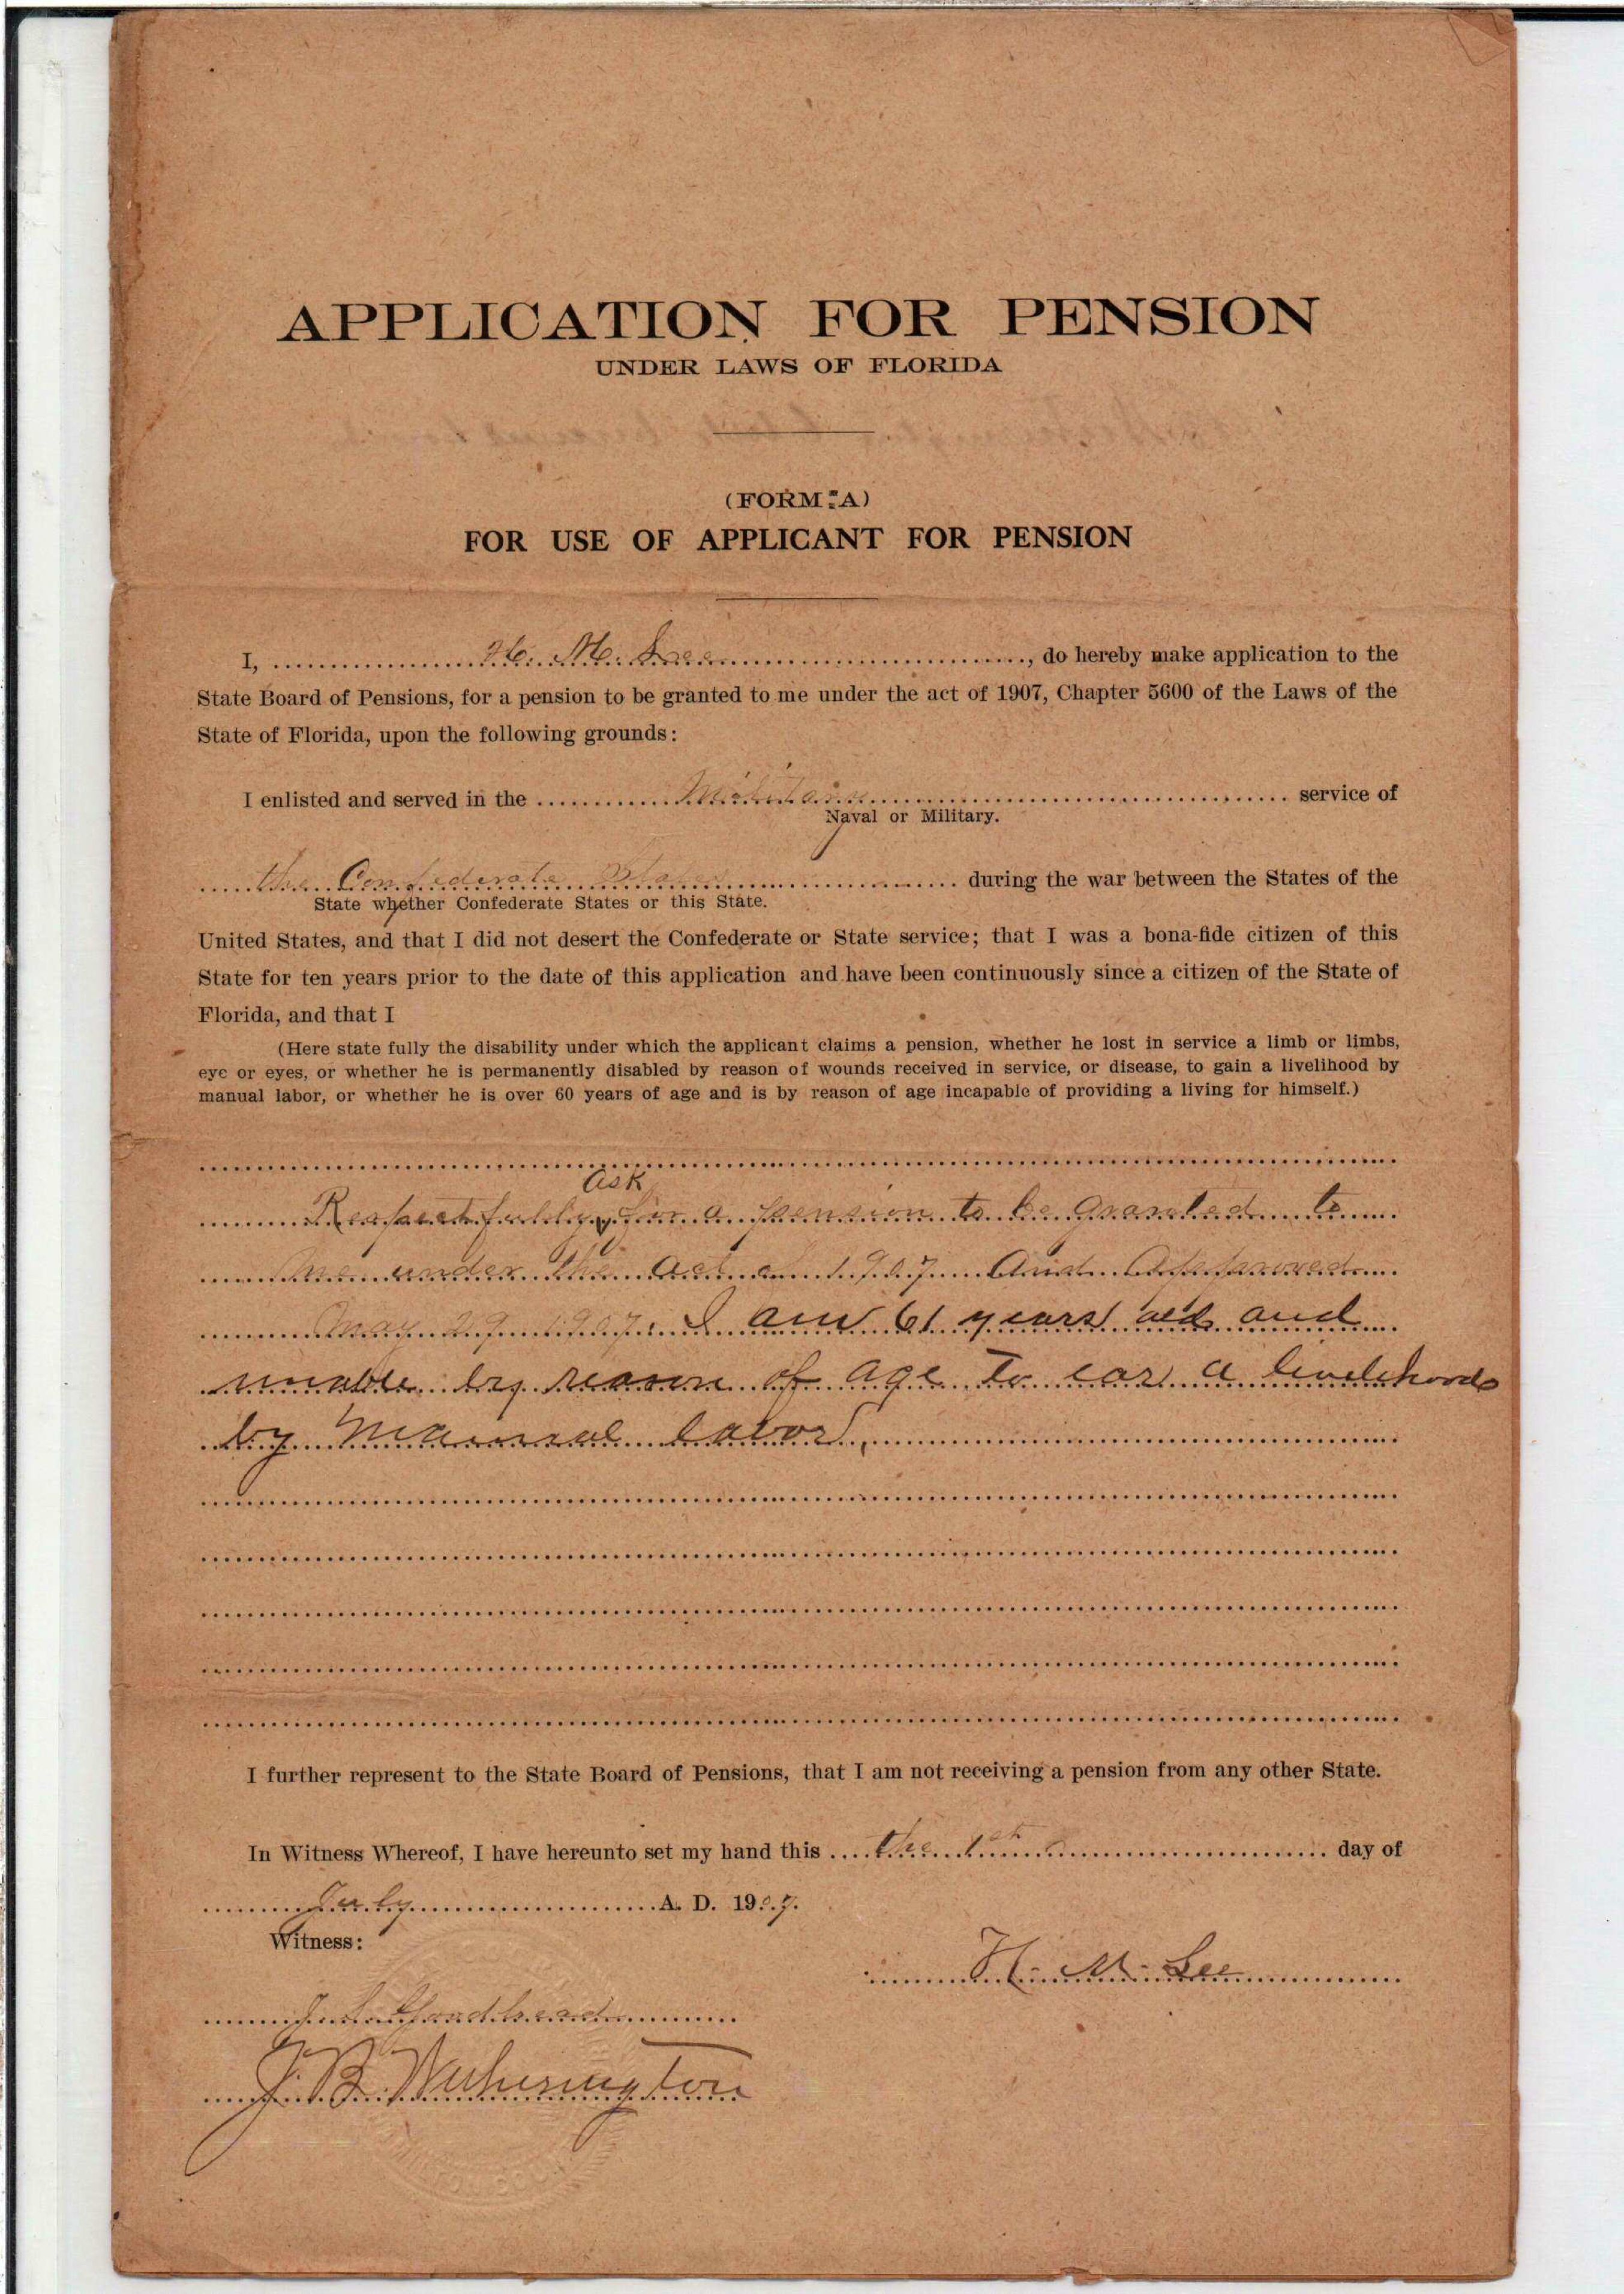 APPLICATION FOR PENSION
UNDER LAWS OF FLORIDA
(FORM A)
FOR USE OF APPLICANT FOR PENSION
I, H. M. Lee, do hereby make application to the
State Board of Pensions, for a pension to be granted to me under the act of 1907, Chapter 5600 of the Laws of the
State of Florida, upon the following grounds:
I enlisted and served in the Military service of
Naval or Military.
the Confederate States during the war between the States of the
State whether Confederate States or this State.
United States, and that I did not desert the Confederate or State service; that I was a bona-fide citizen of this
State for ten years prior to the date of this application and have been continuously since a citizen of the State of
Florida, and that I
(Here state fully the disability under which the applicant claims a pension, whether he lost in service a limb or limbs,
eye or eyes, or whether he is permanently disabled by reason of wounds received in service, or disease, to gain a livelihood by
manual labor, or whether he is over 60 years of age and is by reason of age incapable of providing a living for himself.)
ask
Respectfully for a pension to be granted to
me under the Act of 1907 And Approved
May 29 1907. I am 61 years old and
unable by reason of age to ear a livelihood
by manual labor,
I further represent to the State Board of Pensions, that I am not receiving a pension from any other State.
In Witness Whereof, I have hereunto set my hand this the 1st day of
July A. D. 1907.
Witness:
H. M. Lee
J. B. Witherington